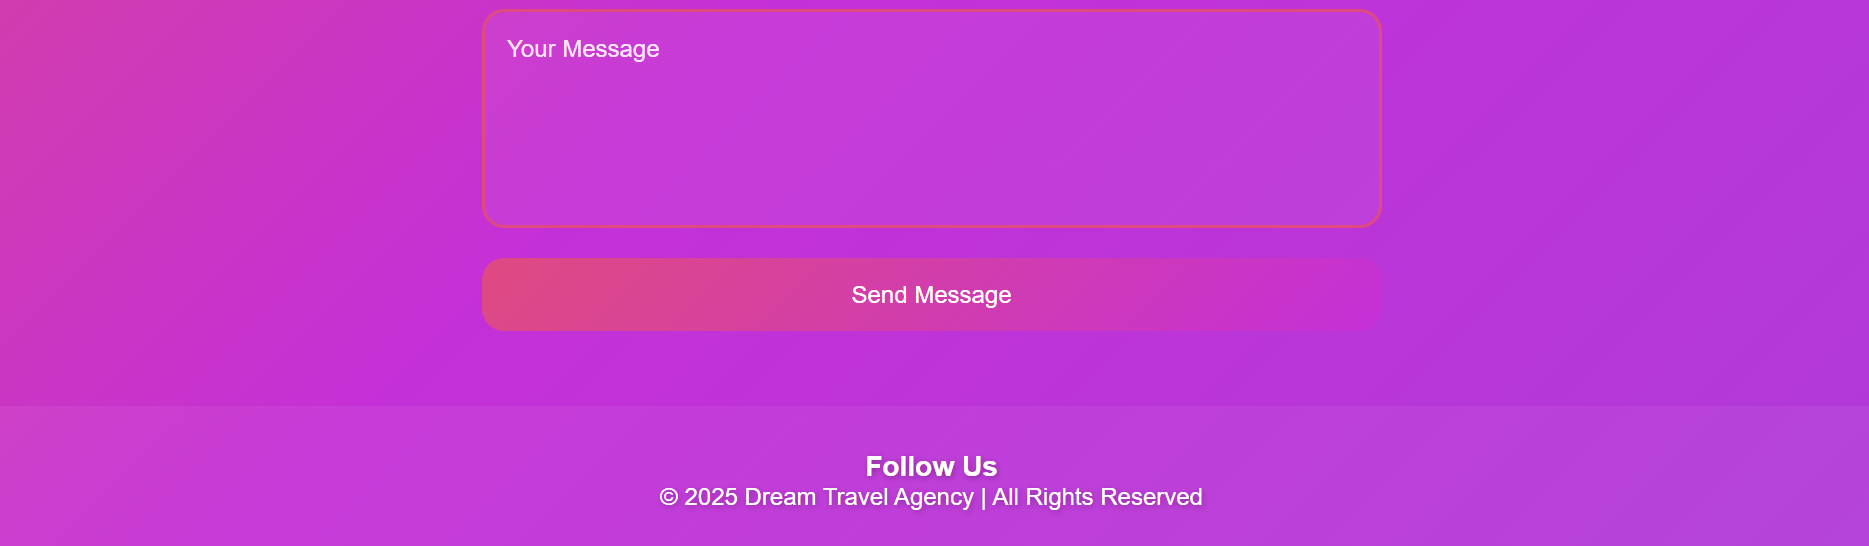 Your Message
Send Message
Follow Us
© 2025 Dream Travel Agency | All Rights Reserved